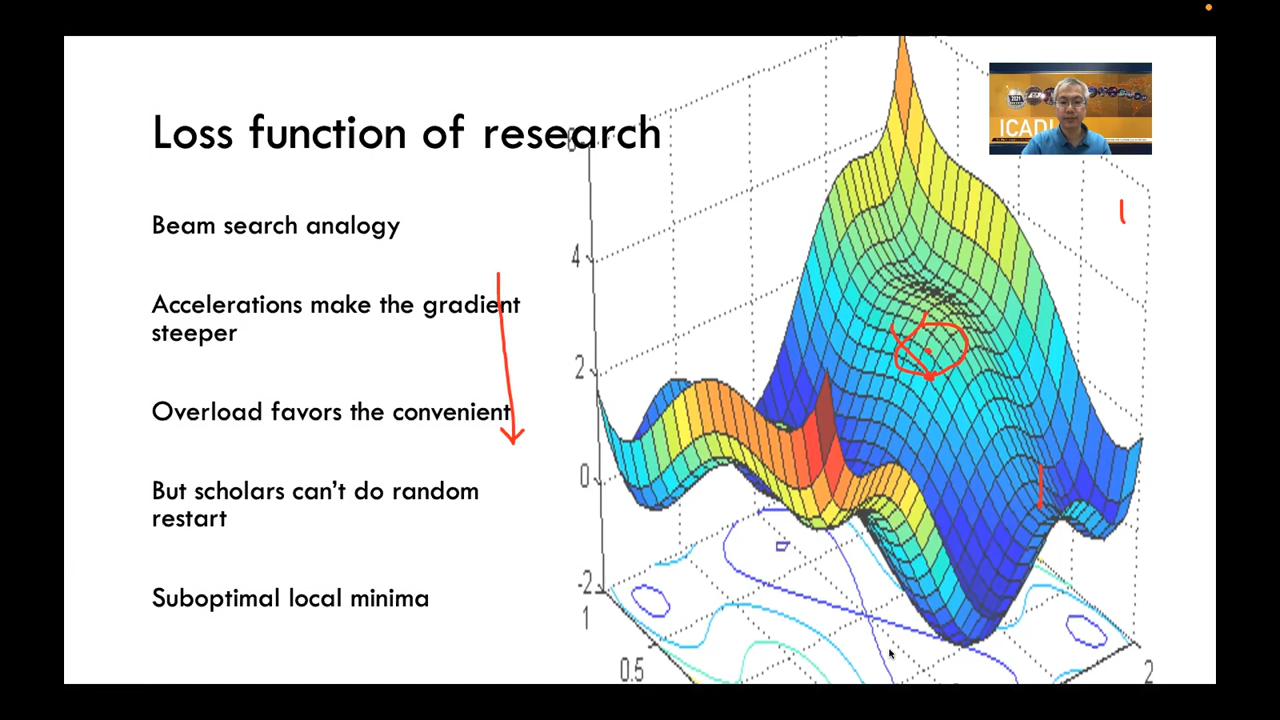 Loss function of research
Beam search analogy
Accelerations make the gradient
steeper
Overload favors the convenient
But scholars can’t do random
restart
Suboptimal local minima
4
2
0
-2
1
0.5
2
2021
ICADL